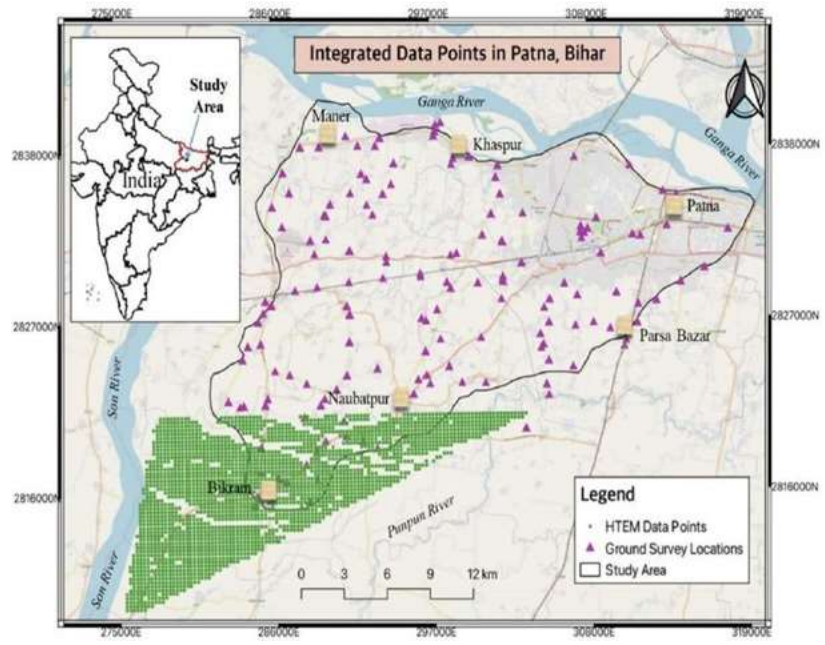 275000E 286000E 297000E 308000E 319000E
Integrated Data Points in Patna, Bihar
Study
Area
India
Ganga River
Ganga River
Maner
Khaspur
2838000N
2838000N
Patna
2827000N
2827000N
Parsa Bazar
Son River
Naubatpur
Bikram
2816000N
2816000N
Punpun River
Son River
0 3 6 9 12 km
Legend
HTEM Data Points
Ground Survey Locations
Study Area
275000E 286000E 297000E 308000E 319000E